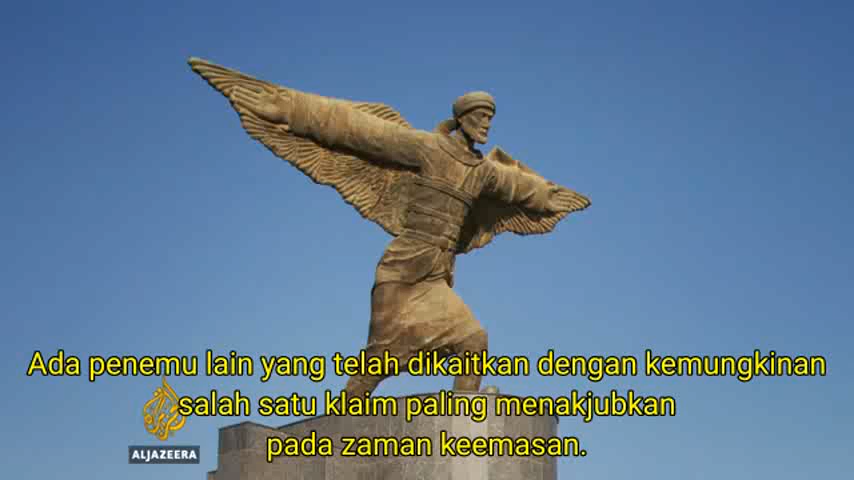 Ada penemu lain yang telah dikaitkan dengan kemungkinan
salah satu klaim paling menakjubkan
pada zaman keemasan.
ALJAZEERA